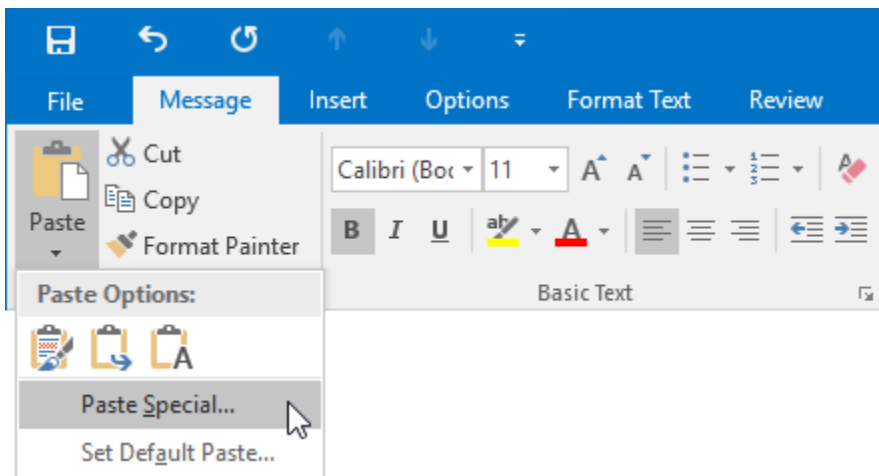 File Message Insert Options Format Text Review
Cut
Calibri (Boc 11
Copy
Paste
Format Painter
B I U ab A
Basic Text
Paste Options:
Paste Special...
Set Default Paste...